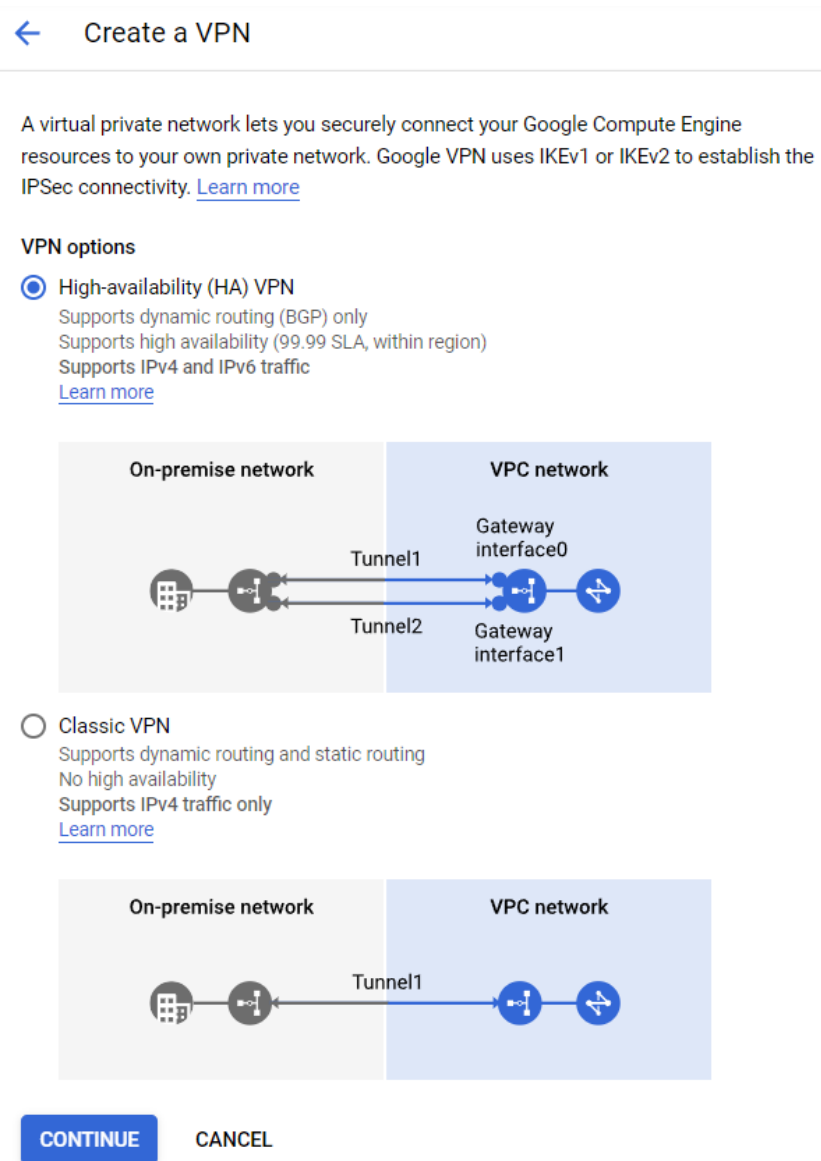 Create a VPN
A virtual private network lets you securely connect your Google Compute Engine
resources to your own private network. Google VPN uses IKEv1 or IKEv2 to establish the
IPSec connectivity. Learn more
VPN options
High-availability (HA) VPN
Supports dynamic routing (BGP) only
Supports high availability (99.99 SLA, within region)
Supports IPv4 and IPv6 traffic
Learn more
On-premise network
VPC network
Gateway
interface0
Tunnel1
Tunnel2
Gateway
interface1
Classic VPN
Supports dynamic routing and static routing
No high availability
Supports IPv4 traffic only
Learn more
On-premise network
VPC network
Tunnel1
CONTINUE
CANCEL